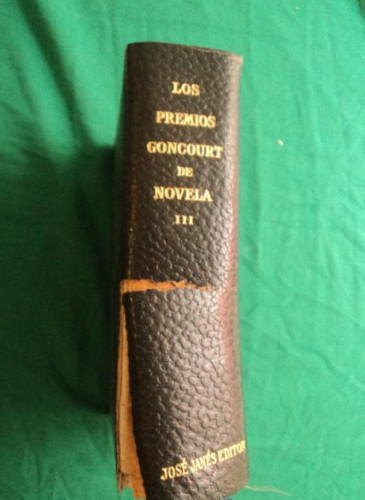 LOS
PREMIOS
GONCOURT
DE
NOVELA
III
JOSÉ JANÉS EDITOR